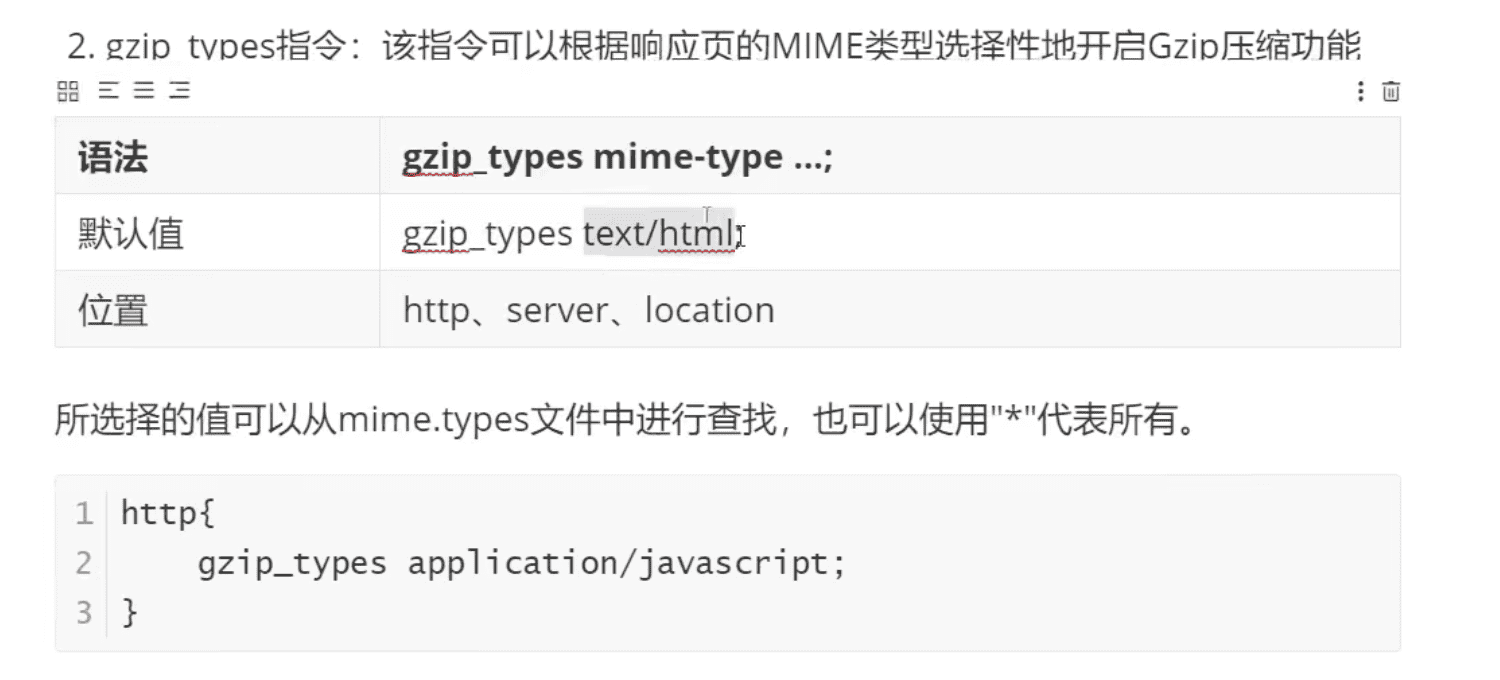 2. gzip_types指令：该指令可以根据响应页的MIME类型选择性地开启Gzip压缩功能
语法 gzip_types mime-type ...;
默认值 gzip_types text/html;
位置 http、server、location
所选择的值可以从mime.types文件中进行查找，也可以使用"*"代表所有。
1 http{
2 gzip_types application/javascript;
3 }